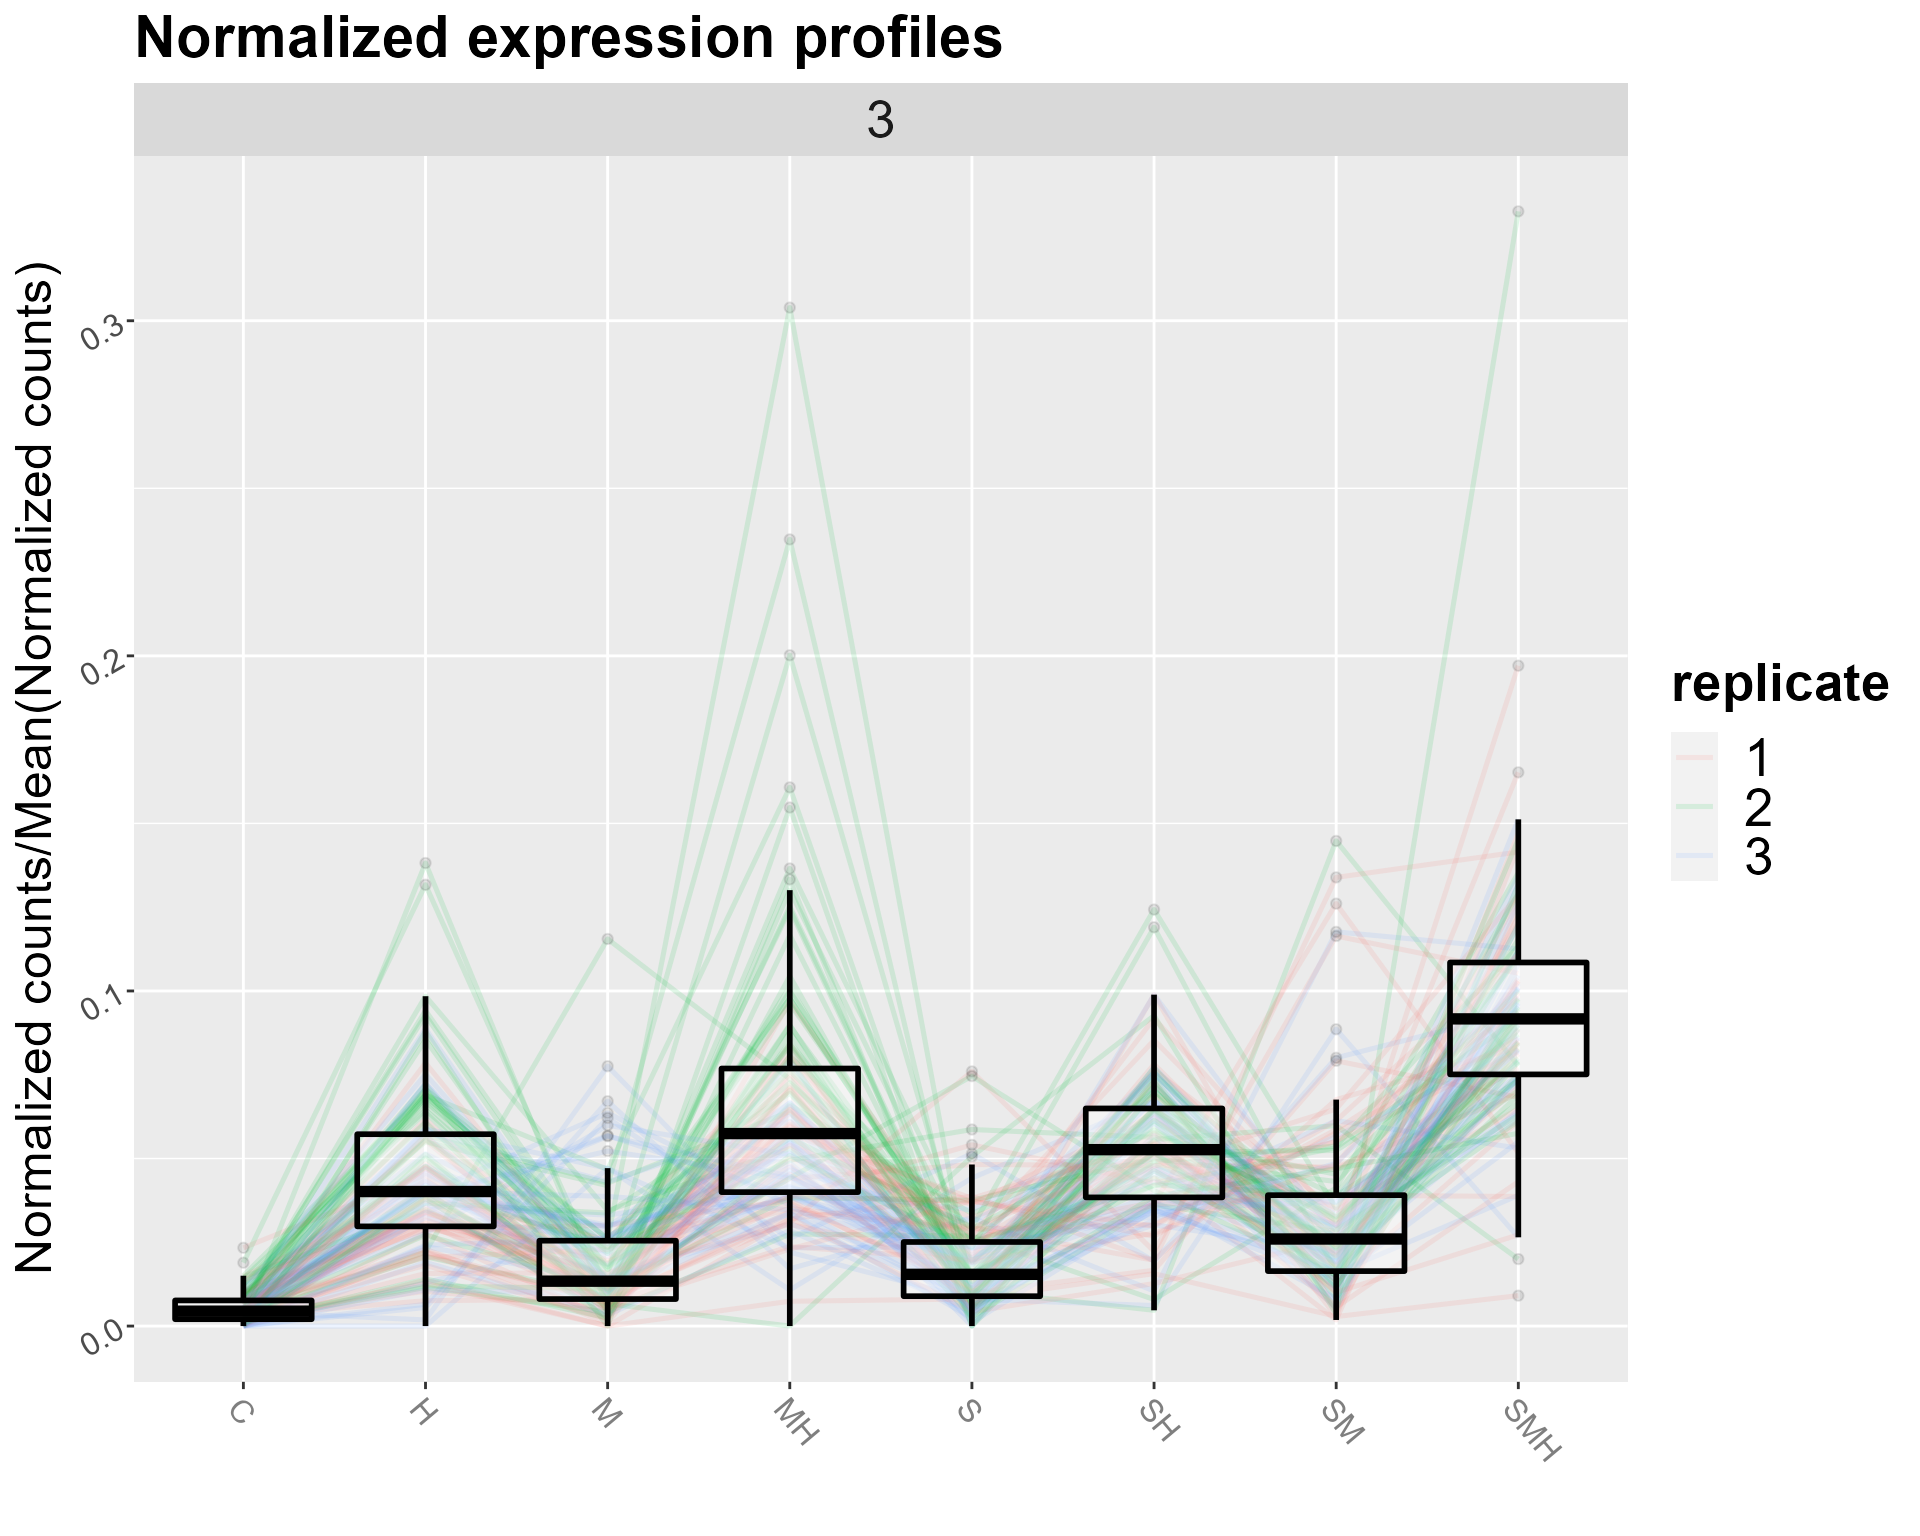 Normalized expression profiles
3
Normalized counts/Mean(Normalized counts)
0.3
0.2
0.1
0.0
C
H
M
MH
S
SH
SM
SMH
replicate
1
2
3